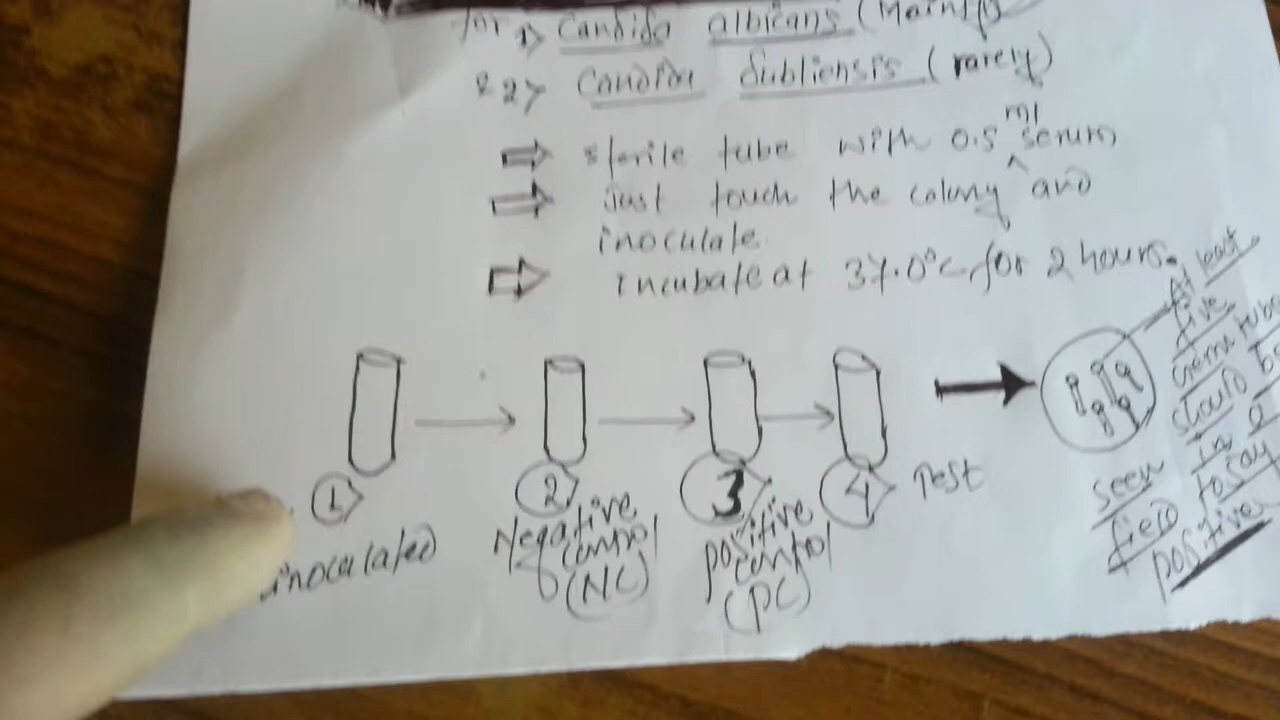 for 1> Candida albicans (Mainly)
& 2> Candida dubliensis (rarely)
⇒ sterile tube with 0.5 ml serum
⇒ Just touch the colony ^ and
inoculate
⇒ incubate at 37.0°c for 2 hours.
1
inoculated
2
Negative
control
(NC)
3
positive
control
(PC)
4
Test
At least
five
Germ tube
should be
seen in a
field to say
positive